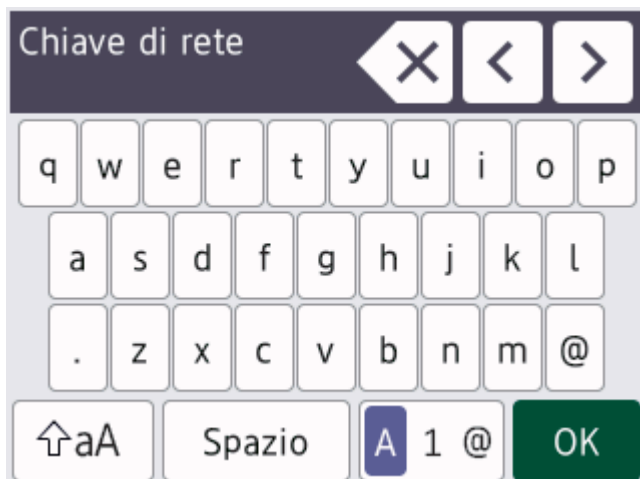 Chiave di rete
q w e r t y u i o p
a s d f g h j k l
. z x c v b n m @
aA Spazio A 1 @ OK